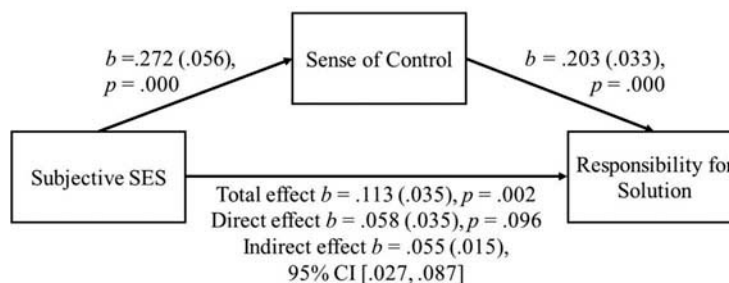 b =.272 (.056),
p = .000
Sense of Control
b = .203 (.033),
p = .000
Subjective SES
Responsibility for
Solution
Total effect b = .113 (.035), p = .002
Direct effect b = .058 (.035), p = .096
Indirect effect b = .055 (.015),
95% CI [.027, .087]